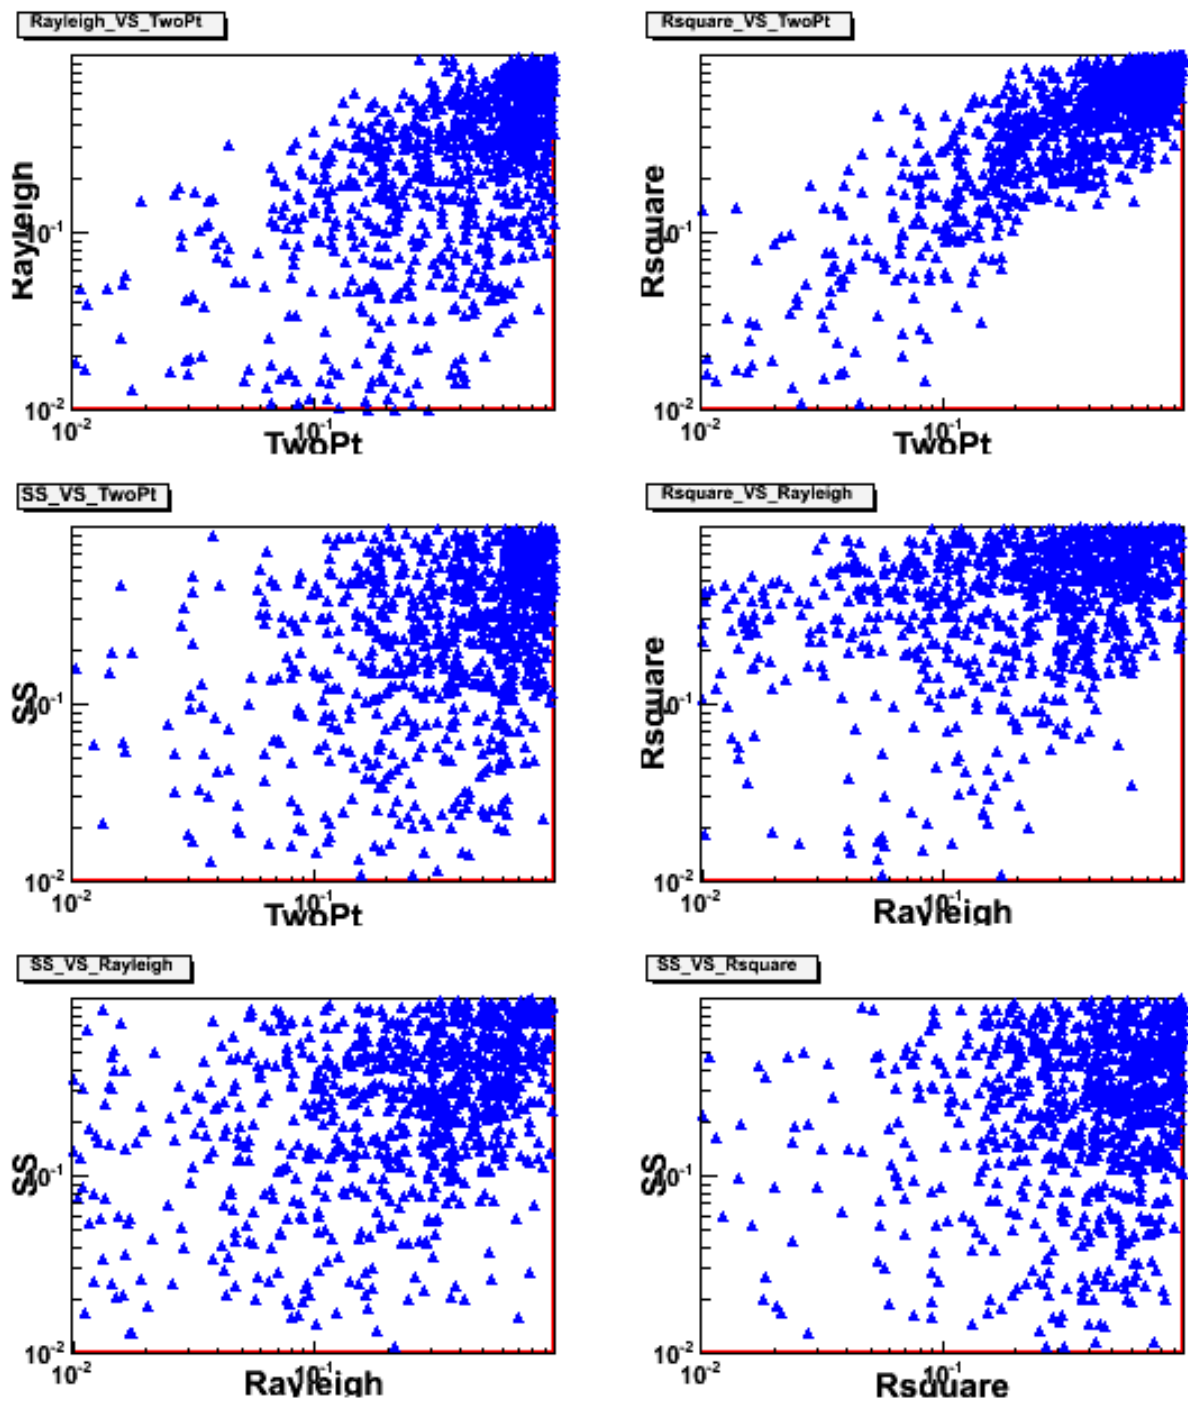 Rayleigh_VS_TwoPt
Rayleigh
10-1
10-2
10-2
10-1
TwoPt
Rsquare_VS_TwoPt
Rsquare
10-1
10-2
10-2
10-1
TwoPt
SS_VS_TwoPt
SS
10-1
10-2
10-2
10-1
TwoPt
Rsquare_VS_Rayleigh
Rsquare
10-1
10-2
10-2
10-1
Rayleigh
SS_VS_Rayleigh
SS
10-1
10-2
10-2
10-1
Rayleigh
SS_VS_Rsquare
SS
10-1
10-2
10-2
10-1
Rsquare